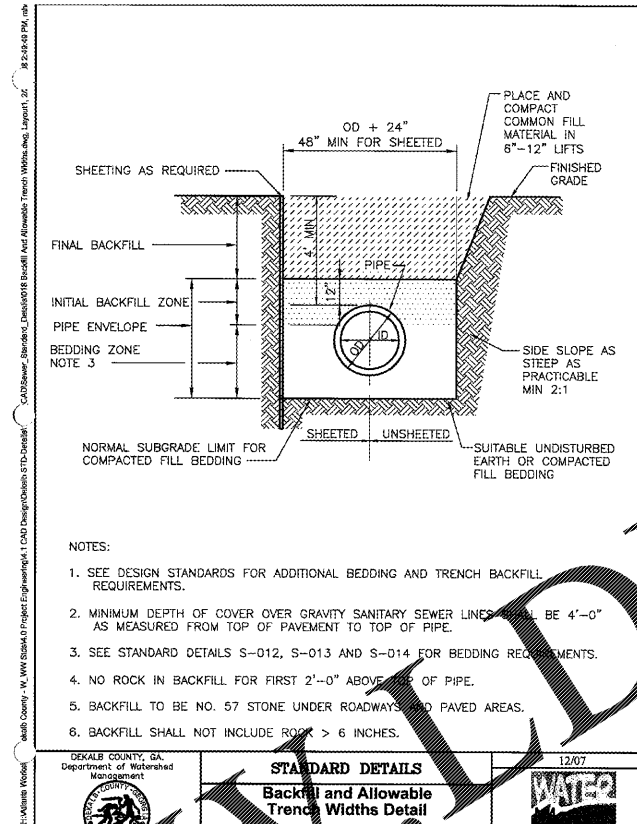 PLACE AND
COMPACT
COMMON FILL
MATERIAL IN
6"-12" LIFTS
OD + 24"
48" MIN FOR SHEETED
SHEETING AS REQUIRED
FINISHED
GRADE
FINAL BACKFILL
4' MIN
PIPE
12"
INITIAL BACKFILL ZONE
PIPE ENVELOPE
BEDDING ZONE
NOTE 3
OD
ID
SIDE SLOPE AS
STEEP AS
PRACTICABLE
MIN 2:1
NORMAL SUBGRADE LIMIT FOR
COMPACTED FILL BEDDING
SHEETED
UNSHEETED
SUITABLE UNDISTURBED
EARTH OR COMPACTED
FILL BEDDING
NOTES:
1. SEE DESIGN STANDARDS FOR ADDITIONAL BEDDING AND TRENCH BACKFILL
REQUIREMENTS.
2. MINIMUM DEPTH OF COVER OVER GRAVITY SANITARY SEWER LINES SHALL BE 4'-0"
AS MEASURED FROM TOP OF PAVEMENT TO TOP OF PIPE.
3. SEE STANDARD DETAILS S-012, S-013 AND S-014 FOR BEDDING REQUIREMENTS.
4. NO ROCK IN BACKFILL FOR FIRST 2'-0" ABOVE TOP OF PIPE.
5. BACKFILL TO BE NO. 57 STONE UNDER ROADWAYS AND PAVED AREAS.
6. BACKFILL SHALL NOT INCLUDE ROCK > 6 INCHES.
DEKALB COUNTY, GA.
Department of Watershed
Management
DEKALB COUNTY GEORGIA
STANDARD DETAILS
Backfill and Allowable
Trench Widths Detail
12/07
WATER